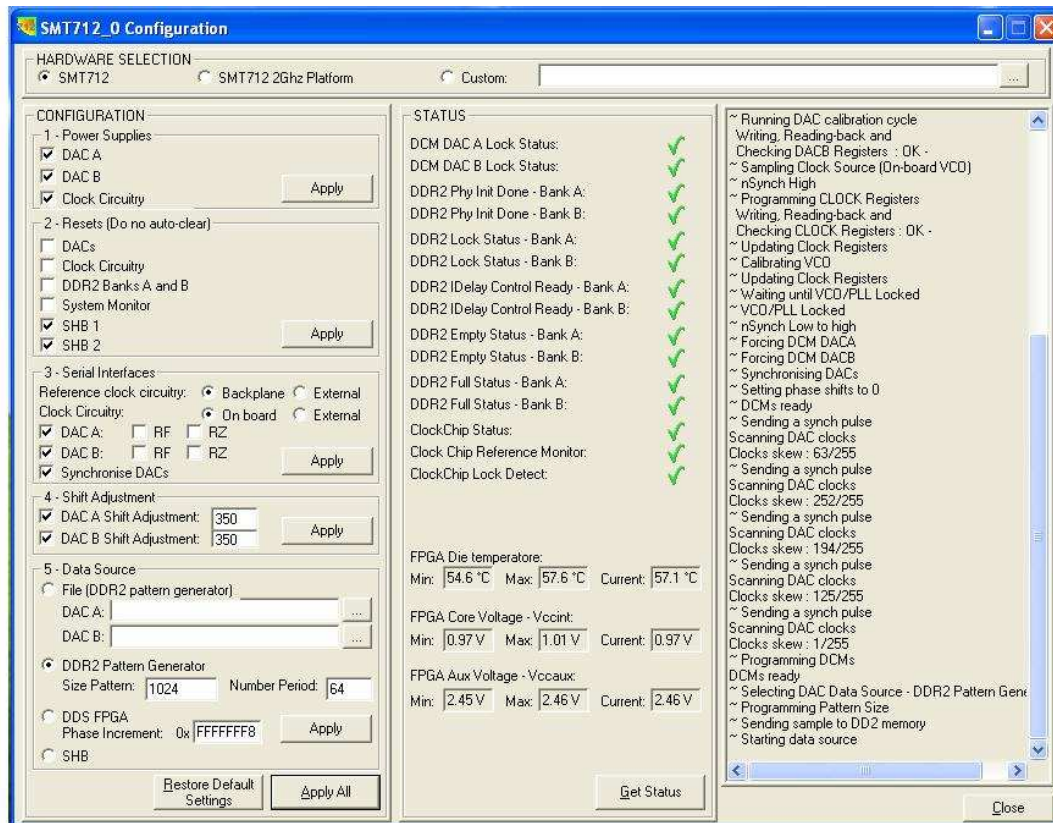 SMT712_0 Configuration
HARDWARE SELECTION
SMT712 SMT712 2Ghz Platform Custom: ...
CONFIGURATION
1 - Power Supplies
DAC A
DAC B
Clock Circuitry
Apply
2 - Resets (Do no auto-clear)
DACs
Clock Circuitry
DDR2 Banks A and B
System Monitor
SHB 1
SHB 2
Apply
3 - Serial Interfaces
Reference clock circuitry: Backplane External
Clock Circuitry: On board External
DAC A: RF RZ
DAC B: RF RZ
Synchronise DACs
Apply
4 - Shift Adjustment
DAC A Shift Adjustment: 350
DAC B Shift Adjustment: 350
Apply
5 - Data Source
File (DDR2 pattern generator)
DAC A: ...
DAC B: ...
DDR2 Pattern Generator
Size Pattern: 1024 Number Period: 64
DDS FPGA
Phase Increment: 0x FFFFFFF8
Apply
SHB
Restore Default Settings
Apply All
STATUS
DCM DAC A Lock Status:
DCM DAC B Lock Status:
DDR2 Phy Init Done - Bank A:
DDR2 Phy Init Done - Bank B:
DDR2 Lock Status - Bank A:
DDR2 Lock Status - Bank B:
DDR2 IDelay Control Ready - Bank A:
DDR2 IDelay Control Ready - Bank B:
DDR2 Empty Status - Bank A:
DDR2 Empty Status - Bank B:
DDR2 Full Status - Bank A:
DDR2 Full Status - Bank B:
ClockChip Status:
Clock Chip Reference Monitor:
ClockChip Lock Detect:
FPGA Die temperatore:
Min: 54.6 °C Max: 57.6 °C Current: 57.1 °C
FPGA Core Voltage - Vccint:
Min: 0.97 V Max: 1.01 V Current: 0.97 V
FPGA Aux Voltage - Vccaux:
Min: 2.45 V Max: 2.46 V Current: 2.46 V
Get Status
~ Running DAC calibration cycle
Writing, Reading-back and
Checking DACB Registers : OK -
~ Sampling Clock Source (On-board VCO)
~ nSynch High
~ Programming CLOCK Registers
Writing, Reading-back and
Checking CLOCK Registers : OK -
~ Updating Clock Registers
~ Calibrating VCO
~ Updating Clock Registers
~ Waiting until VCO/PLL Locked
~ VCO/PLL Locked
~ nSynch Low to high
~ Forcing DCM DACA
~ Forcing DCM DACB
~ Synchronising DACs
~ Setting phase shifts to 0
~ DCMs ready
~ Sending a synch pulse
Scanning DAC clocks
Clocks skew : 63/255
~ Sending a synch pulse
Scanning DAC clocks
Clocks skew : 252/255
~ Sending a synch pulse
Scanning DAC clocks
Clocks skew : 194/255
~ Sending a synch pulse
Scanning DAC clocks
Clocks skew : 125/255
~ Sending a synch pulse
Scanning DAC clocks
Clocks skew : 1/255
~ Programming DCMs
DCMs ready
~ Selecting DAC Data Source - DDR2 Pattern Gene
~ Programming Pattern Size
~ Sending sample to DD2 memory
~ Starting data source
Close